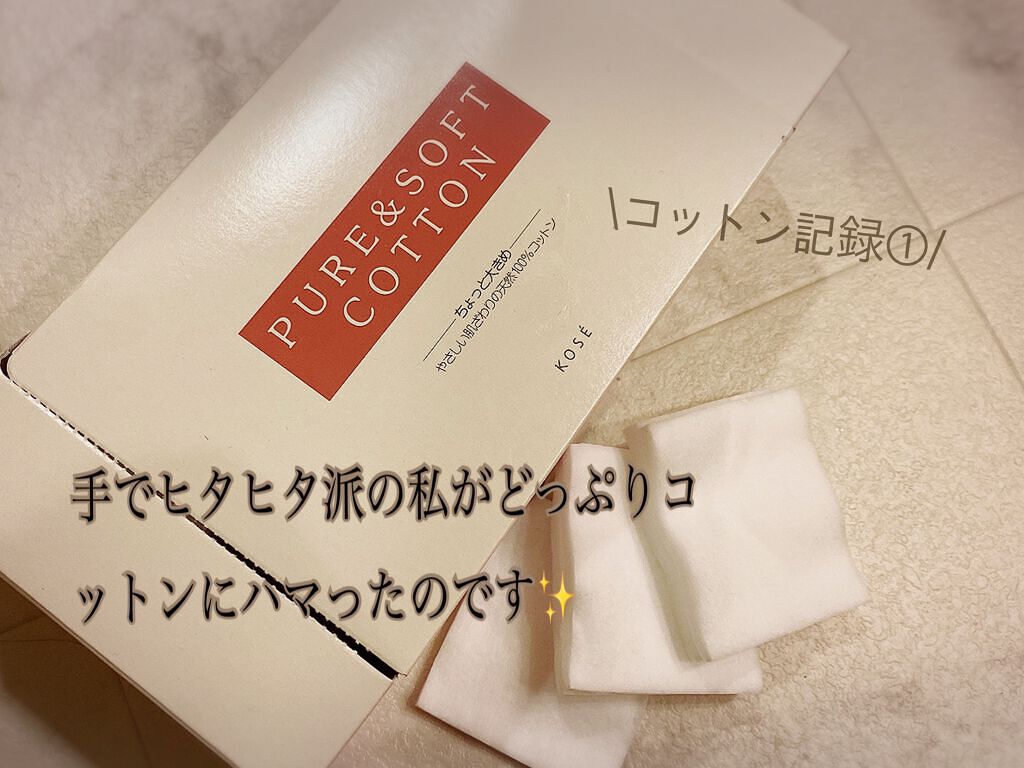 PURE&SOFT
COTTON
ちょっと大きめ
やさしい肌ざわりの天然100%コットン
KOSÉ
\コットン記録①/
手でヒタヒタ派の私がどっぷりコ
ットンにハマったのです✨